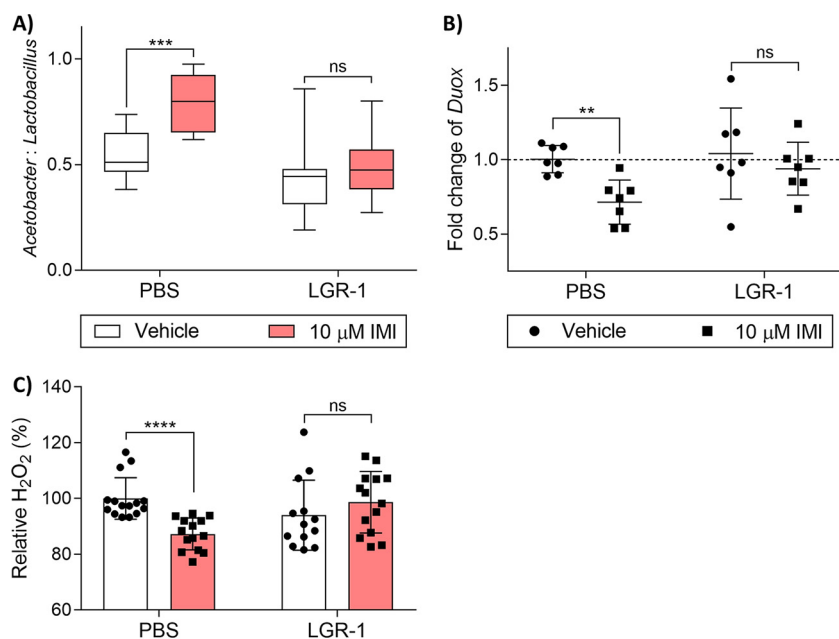 A)
Acetobacter : Lactobacillus
1.0
0.5
0.0
***
ns
PBS
LGR-1
Vehicle
10 μM IMI
B)
Fold change of Duox
1.5
1.0
0.5
**
ns
PBS
LGR-1
Vehicle
10 μM IMI
C)
Relative H₂O₂ (%)
140
120
100
80
60
****
ns
PBS
LGR-1